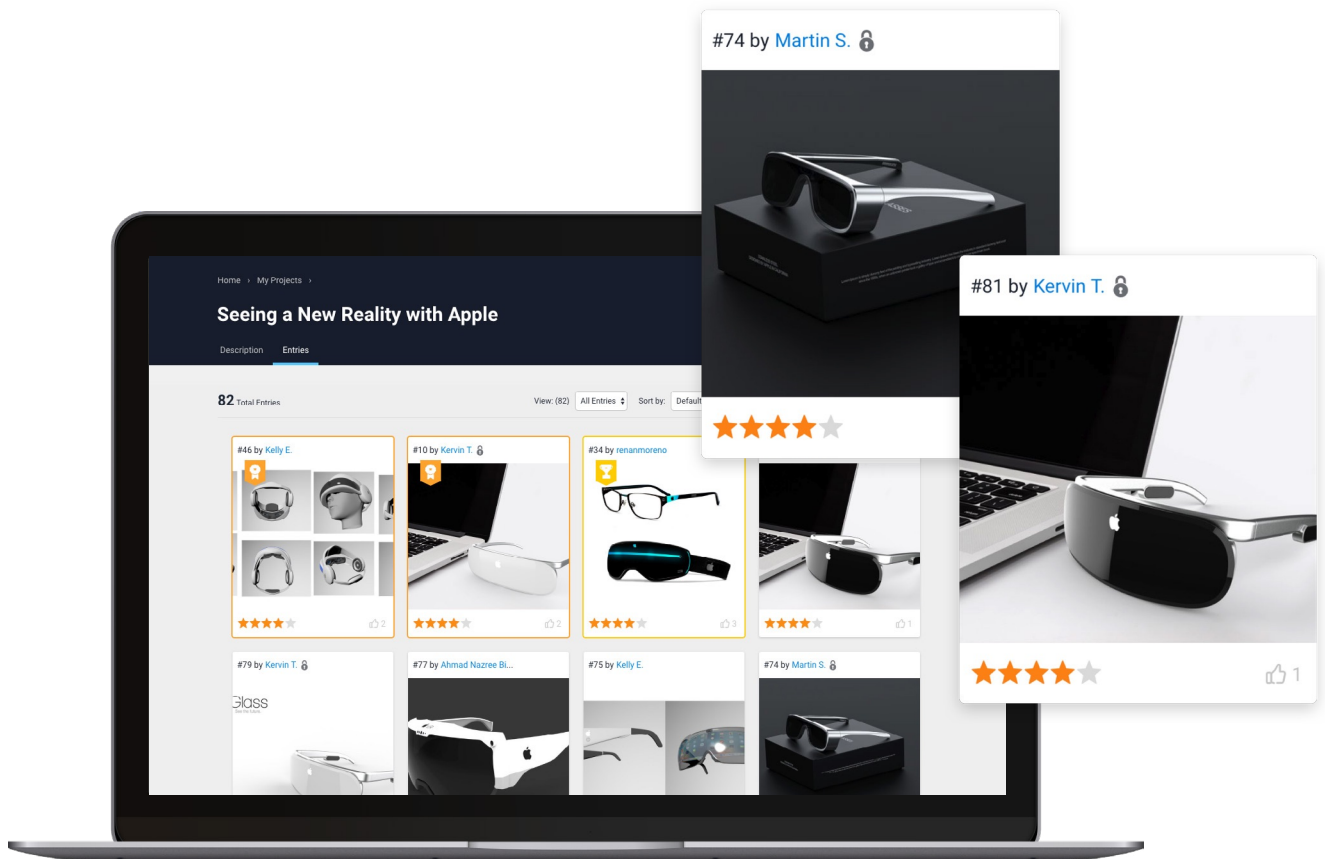 #74 by Martin S.
#81 by Kervin T.
1
Home › My Projects ›
Seeing a New Reality with Apple
Description Entries
82 Total Entries
View: (82) All Entries Sort by: Default
#46 by Kelly E.
2
#10 by Kervin T.
2
#34 by renanmoreno
3
1
#79 by Kervin T.
Glass
#77 by Ahmad Nazree Bi...
#75 by Kelly E.
#74 by Martin S.